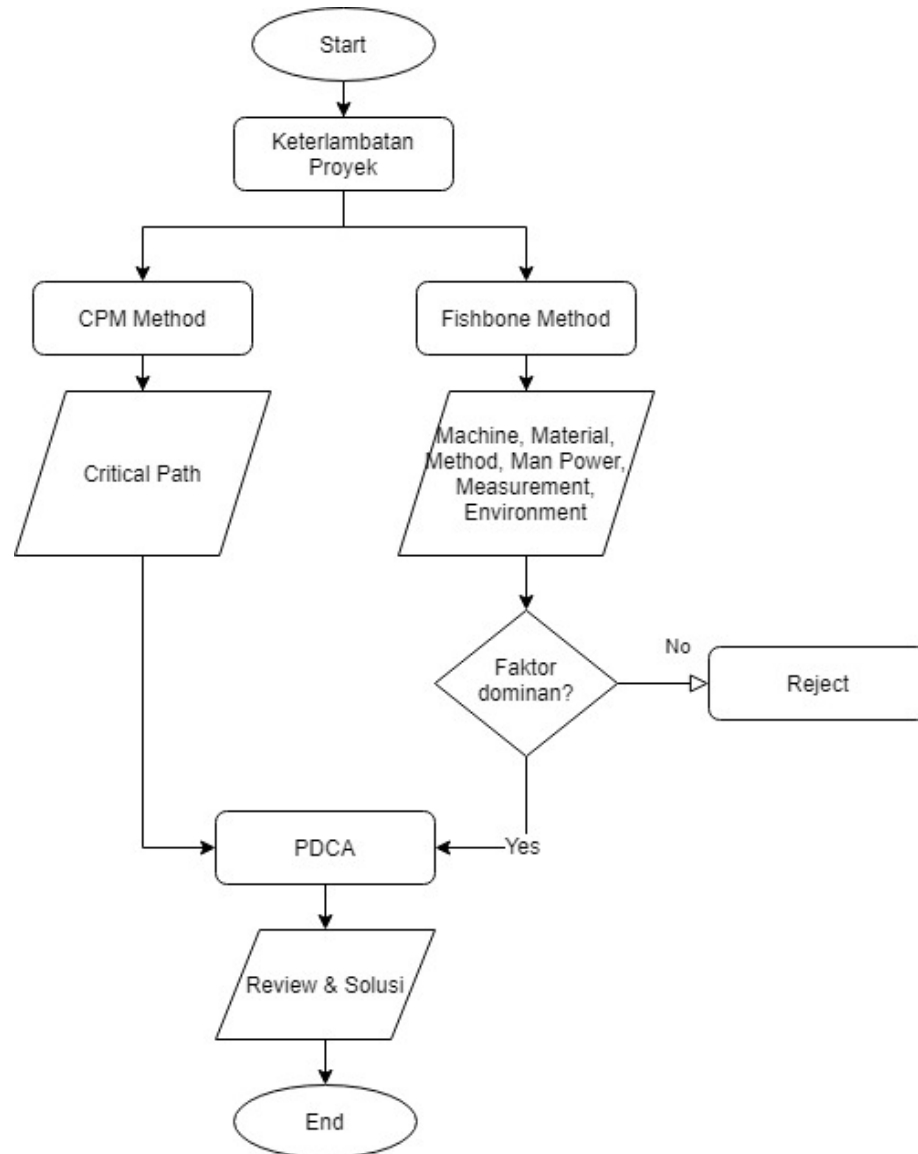 Start
Keterlambatan
Proyek
CPM Method
Fishbone Method
Critical Path
Machine, Material,
Method, Man Power,
Measurement,
Environment
Faktor
dominan?
No
Reject
PDCA
Yes
Review & Solusi
End